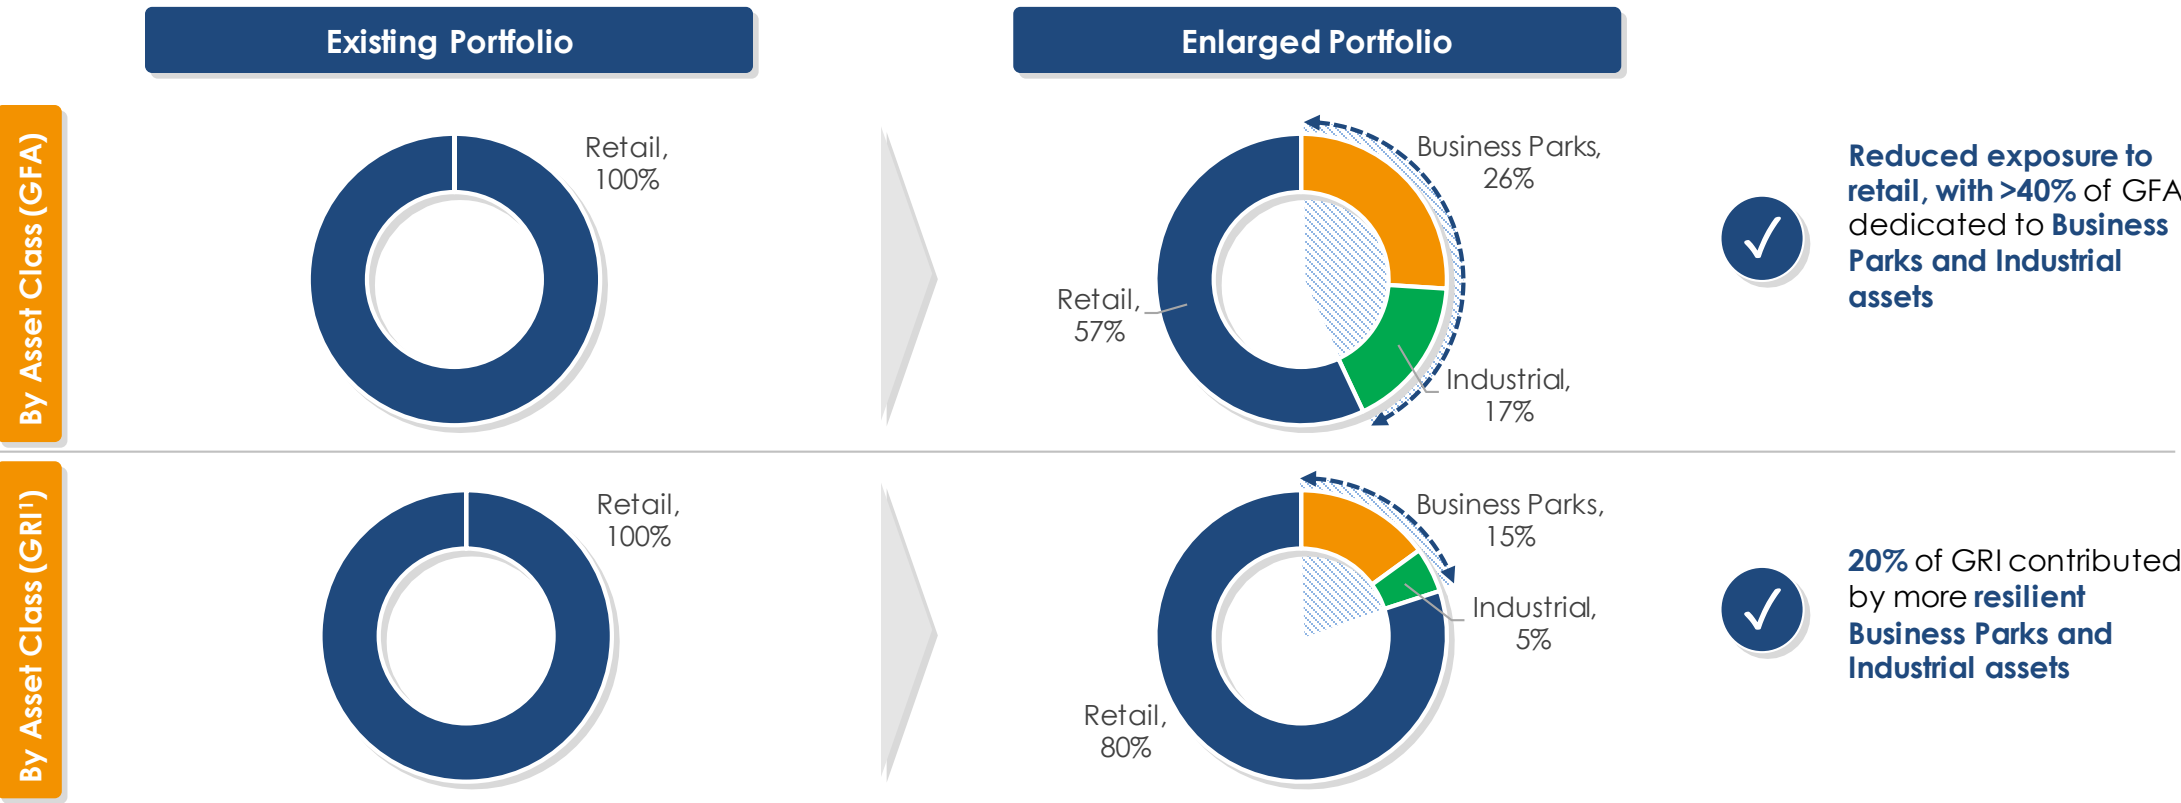 Existing Portfolio
Enlarged Portfolio
By Asset Class (GFA)
Retail,
100%
Business Parks,
26%
Retail,
57%
Industrial,
17%
Reduced exposure to
retail, with >40% of GFA
dedicated to Business
Parks and Industrial
assets
By Asset Class (GRI¹)
Retail,
100%
Business Parks,
15%
Industrial,
5%
Retail,
80%
20% of GRI contributed
by more resilient
Business Parks and
Industrial assets